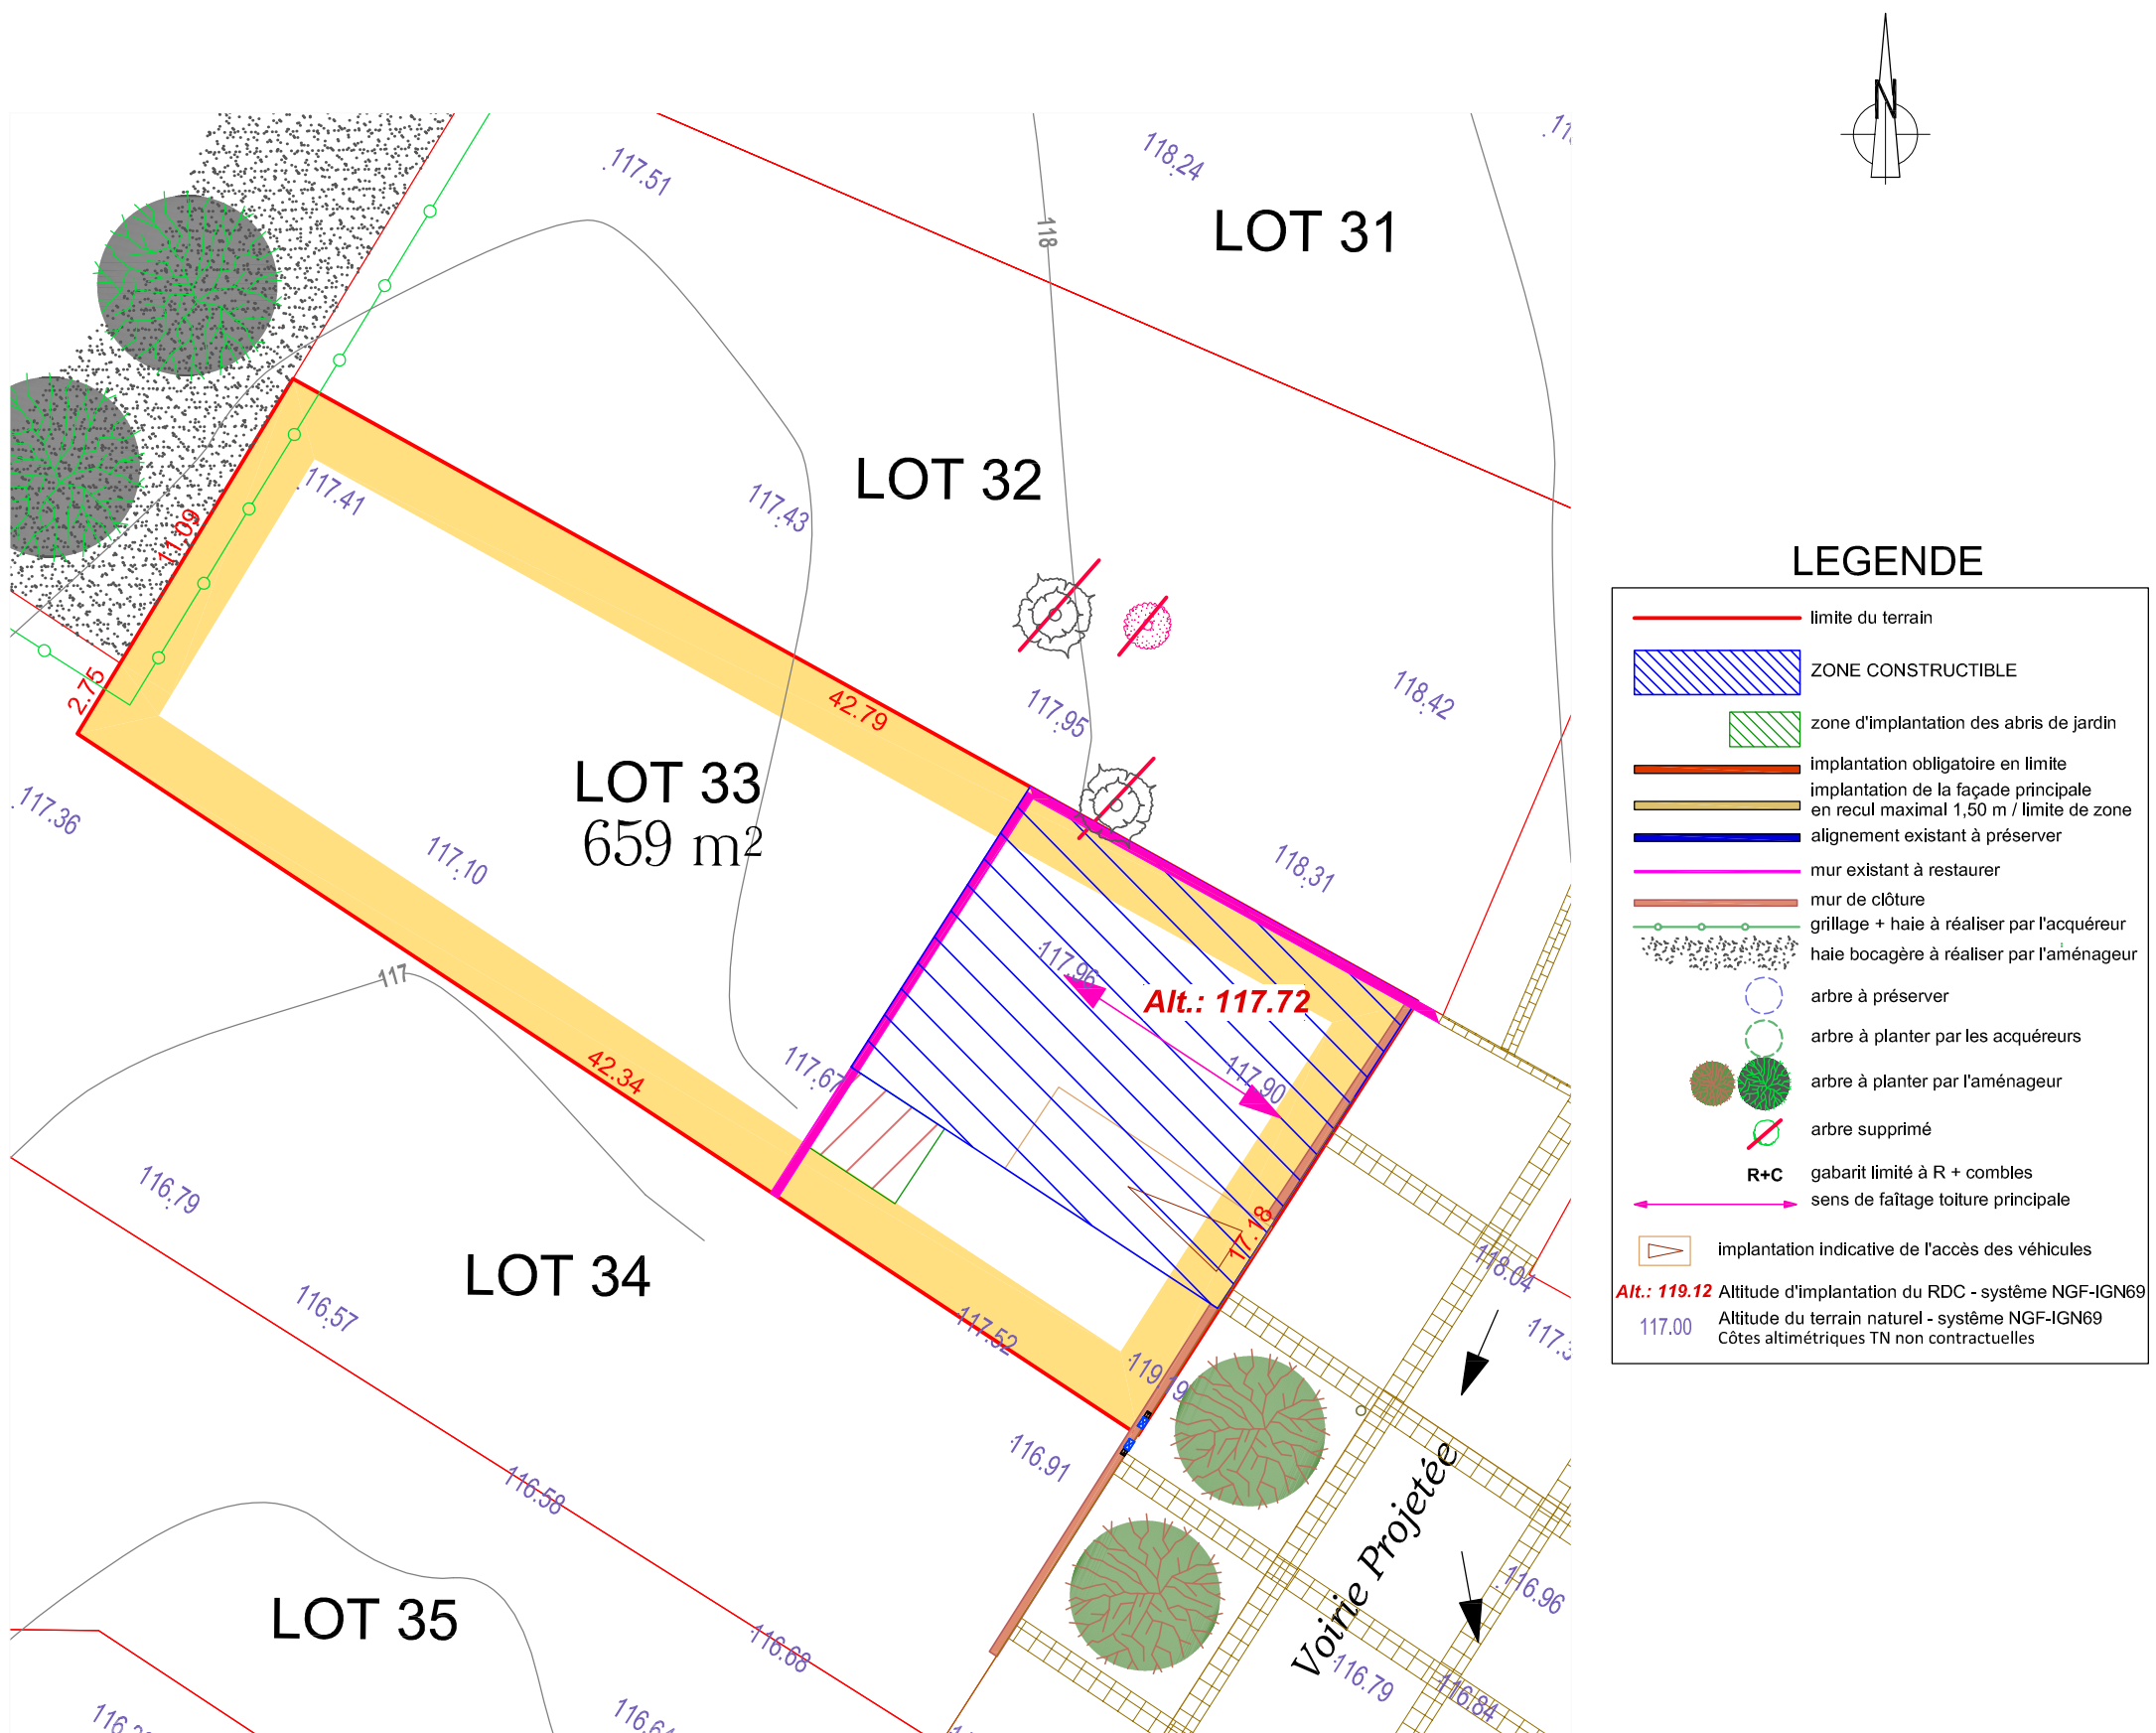 N
117.51
118.24
118
LOT 31
117.41
117.43
LOT 32
11.09
2.75
42.79
117.95
118.42
LOT 33
659 m²
117.36
117.10
118.31
117.96
Alt.: 117.72
117
42.34
117.67
117.90
116.79
17.18
LOT 34
118.04
116.57
117.52
119.19
116.91
116.58
Voirie Projetée
116.96
LOT 35
116.68
116.79
116.84
LEGENDE
limite du terrain
ZONE CONSTRUCTIBLE
zone d'implantation des abris de jardin
implantation obligatoire en limite
implantation de la façade principale
en recul maximal 1,50 m / limite de zone
alignement existant à préserver
mur existant à restaurer
mur de clôture
grillage + haie à réaliser par l'acquéreur
haie bocagère à réaliser par l'aménageur
arbre à préserver
arbre à planter par les acquéreurs
arbre à planter par l'aménageur
arbre supprimé
R+C gabarit limité à R + combles
sens de faîtage toiture principale
implantation indicative de l'accès des véhicules
Alt.: 119.12 Altitude d'implantation du RDC - systême NGF-IGN69
117.00 Altitude du terrain naturel - systême NGF-IGN69
Côtes altimétriques TN non contractuelles